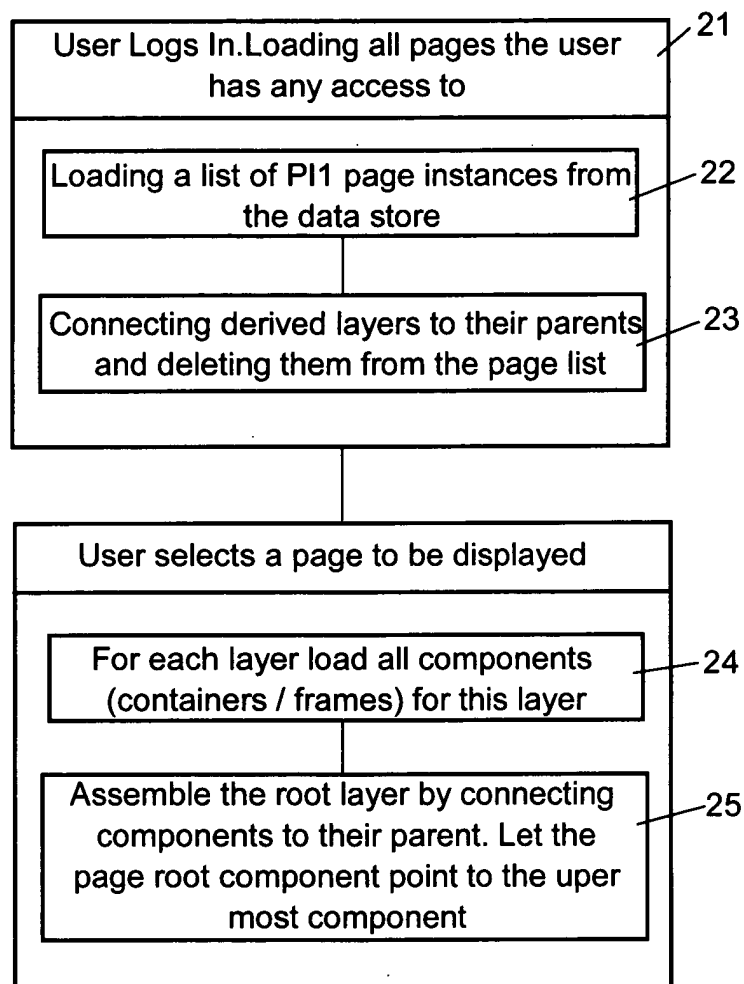 User Logs In.Loading all pages the user
has any access to
21
Loading a list of PI1 page instances from
the data store
22
Connecting derived layers to their parents
and deleting them from the page list
23
User selects a page to be displayed
For each layer load all components
(containers / frames) for this layer
24
Assemble the root layer by connecting
components to their parent. Let the
page root component point to the uper
most component
25